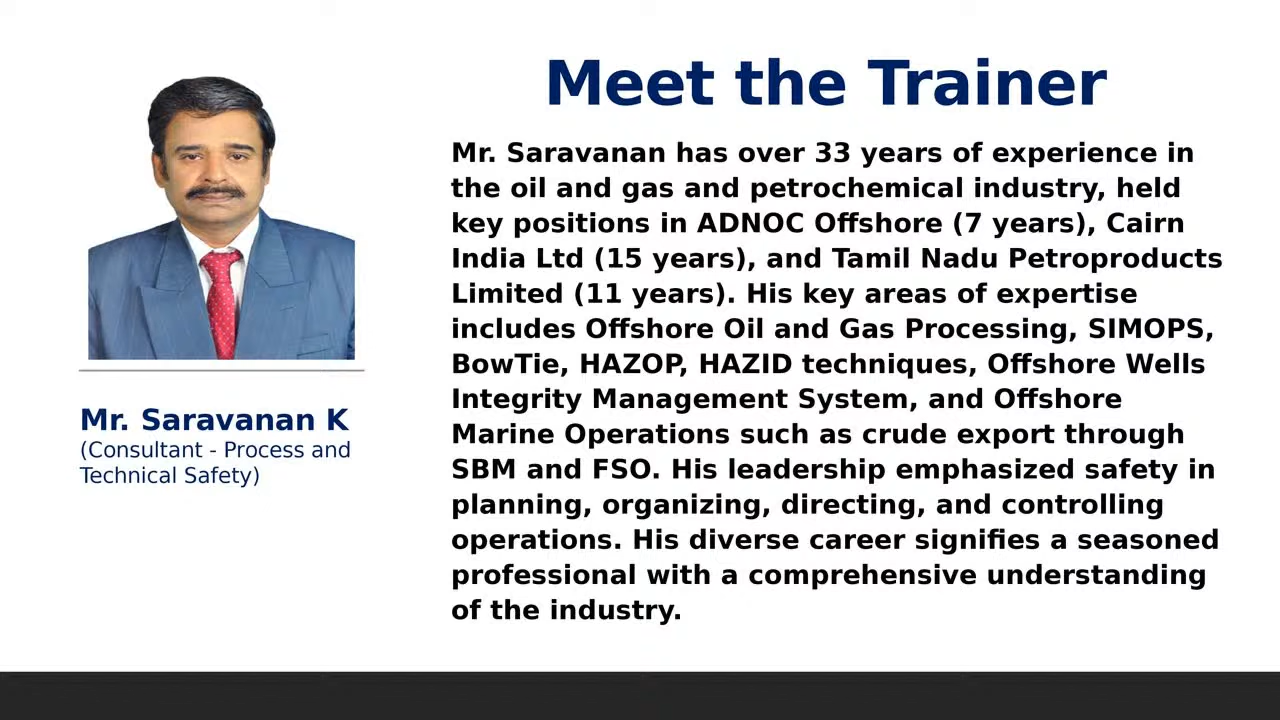 Meet the Trainer
Mr. Saravanan has over 33 years of experience in
the oil and gas and petrochemical industry, held
key positions in ADNOC Offshore (7 years), Cairn
India Ltd (15 years), and Tamil Nadu Petroproducts
Limited (11 years). His key areas of expertise
includes Offshore Oil and Gas Processing, SIMOPS,
BowTie, HAZOP, HAZID techniques, Offshore Wells
Integrity Management System, and Offshore
Marine Operations such as crude export through
SBM and FSO. His leadership emphasized safety in
planning, organizing, directing, and controlling
operations. His diverse career signifies a seasoned
professional with a comprehensive understanding
of the industry.
Mr. Saravanan K
(Consultant - Process and
Technical Safety)